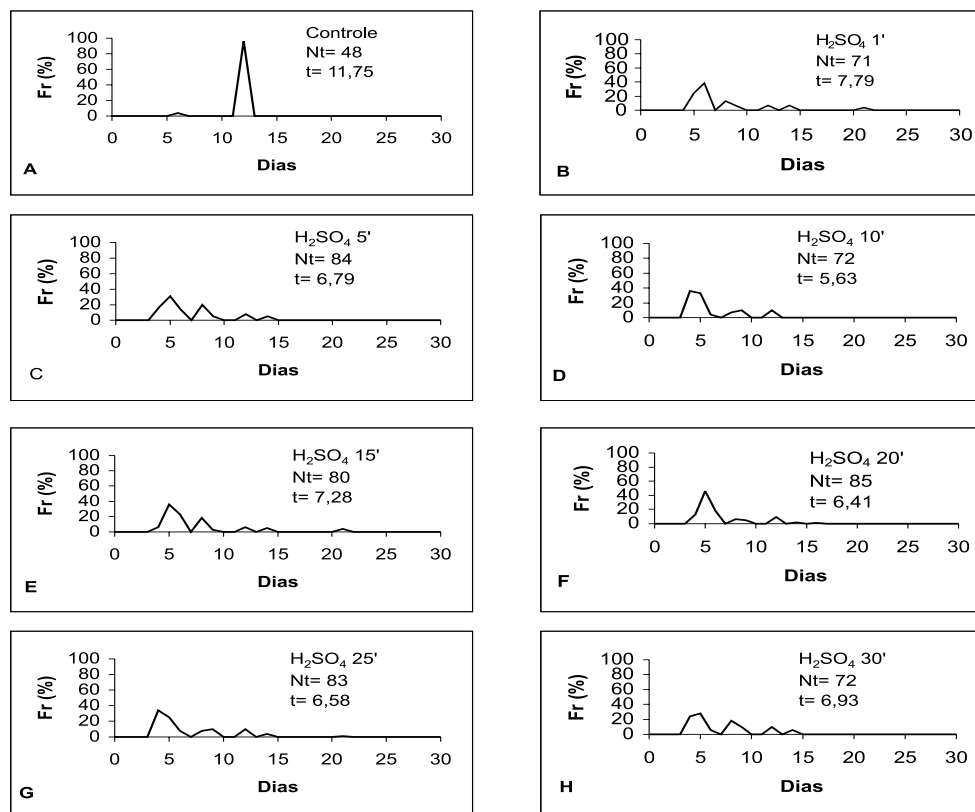 Controle
Nt= 48
t= 11,75
Fr (%)
100
80
60
40
20
0
0 5 10 15 20 25 30
Dias
A
H₂SO₄ 1'
Nt= 71
t= 7,79
Fr (%)
100
80
60
40
20
0
0 5 10 15 20 25 30
Dias
B
H₂SO₄ 5'
Nt= 84
t= 6,79
Fr (%)
100
80
60
40
20
0
0 5 10 15 20 25 30
Dias
C
H₂SO₄ 10'
Nt= 72
t= 5,63
Fr (%)
100
80
60
40
20
0
0 5 10 15 20 25 30
Dias
D
H₂SO₄ 15'
Nt= 80
t= 7,28
Fr (%)
100
80
60
40
20
0
0 5 10 15 20 25 30
Dias
E
H₂SO₄ 20'
Nt= 85
t= 6,41
Fr (%)
100
80
60
40
20
0
0 5 10 15 20 25 30
Dias
F
H₂SO₄ 25'
Nt= 83
t= 6,58
Fr (%)
100
80
60
40
20
0
0 5 10 15 20 25 30
Dias
G
H₂SO₄ 30'
Nt= 72
t= 6,93
Fr (%)
100
80
60
40
20
0
0 5 10 15 20 25 30
Dias
H